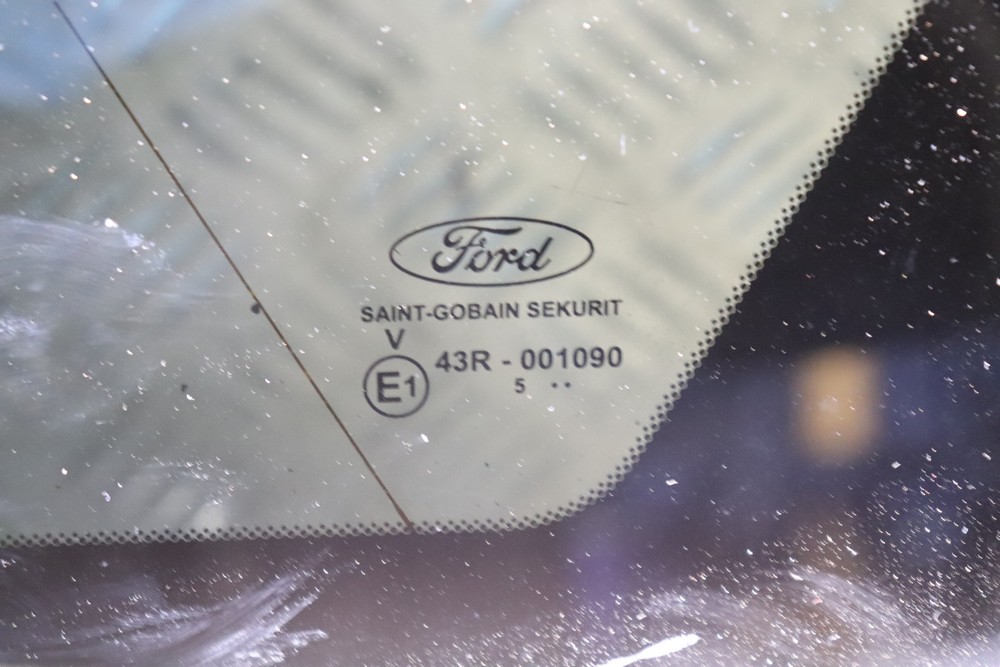 Ford
SAINT-GOBAIN SEKURIT
V
E1 43R - 001090
5 ..